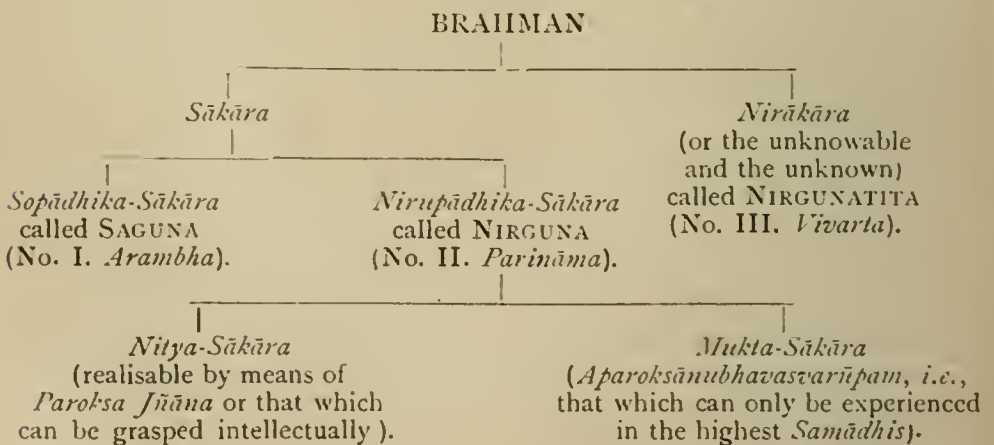 BRAHMAN
Sākāra
Nirākāra
(or the unknowable
and the unknown)
called NIRGUNATITA
(No. III. Vivarta).
Sopādhika-Sākāra
called SAGUNA
(No. I. Arambha).
Nirupādhika-Sākāra
called NIRGUNA
(No. II. Parināma).
Nitya-Sākāra
(realisable by means of
Paroksa Jñāna or that which
can be grasped intellectually).
Mukta-Sākāra
(Aparoksānubhavasvarūpam, i.e.,
that which can only be experienced
in the highest Samādhis).